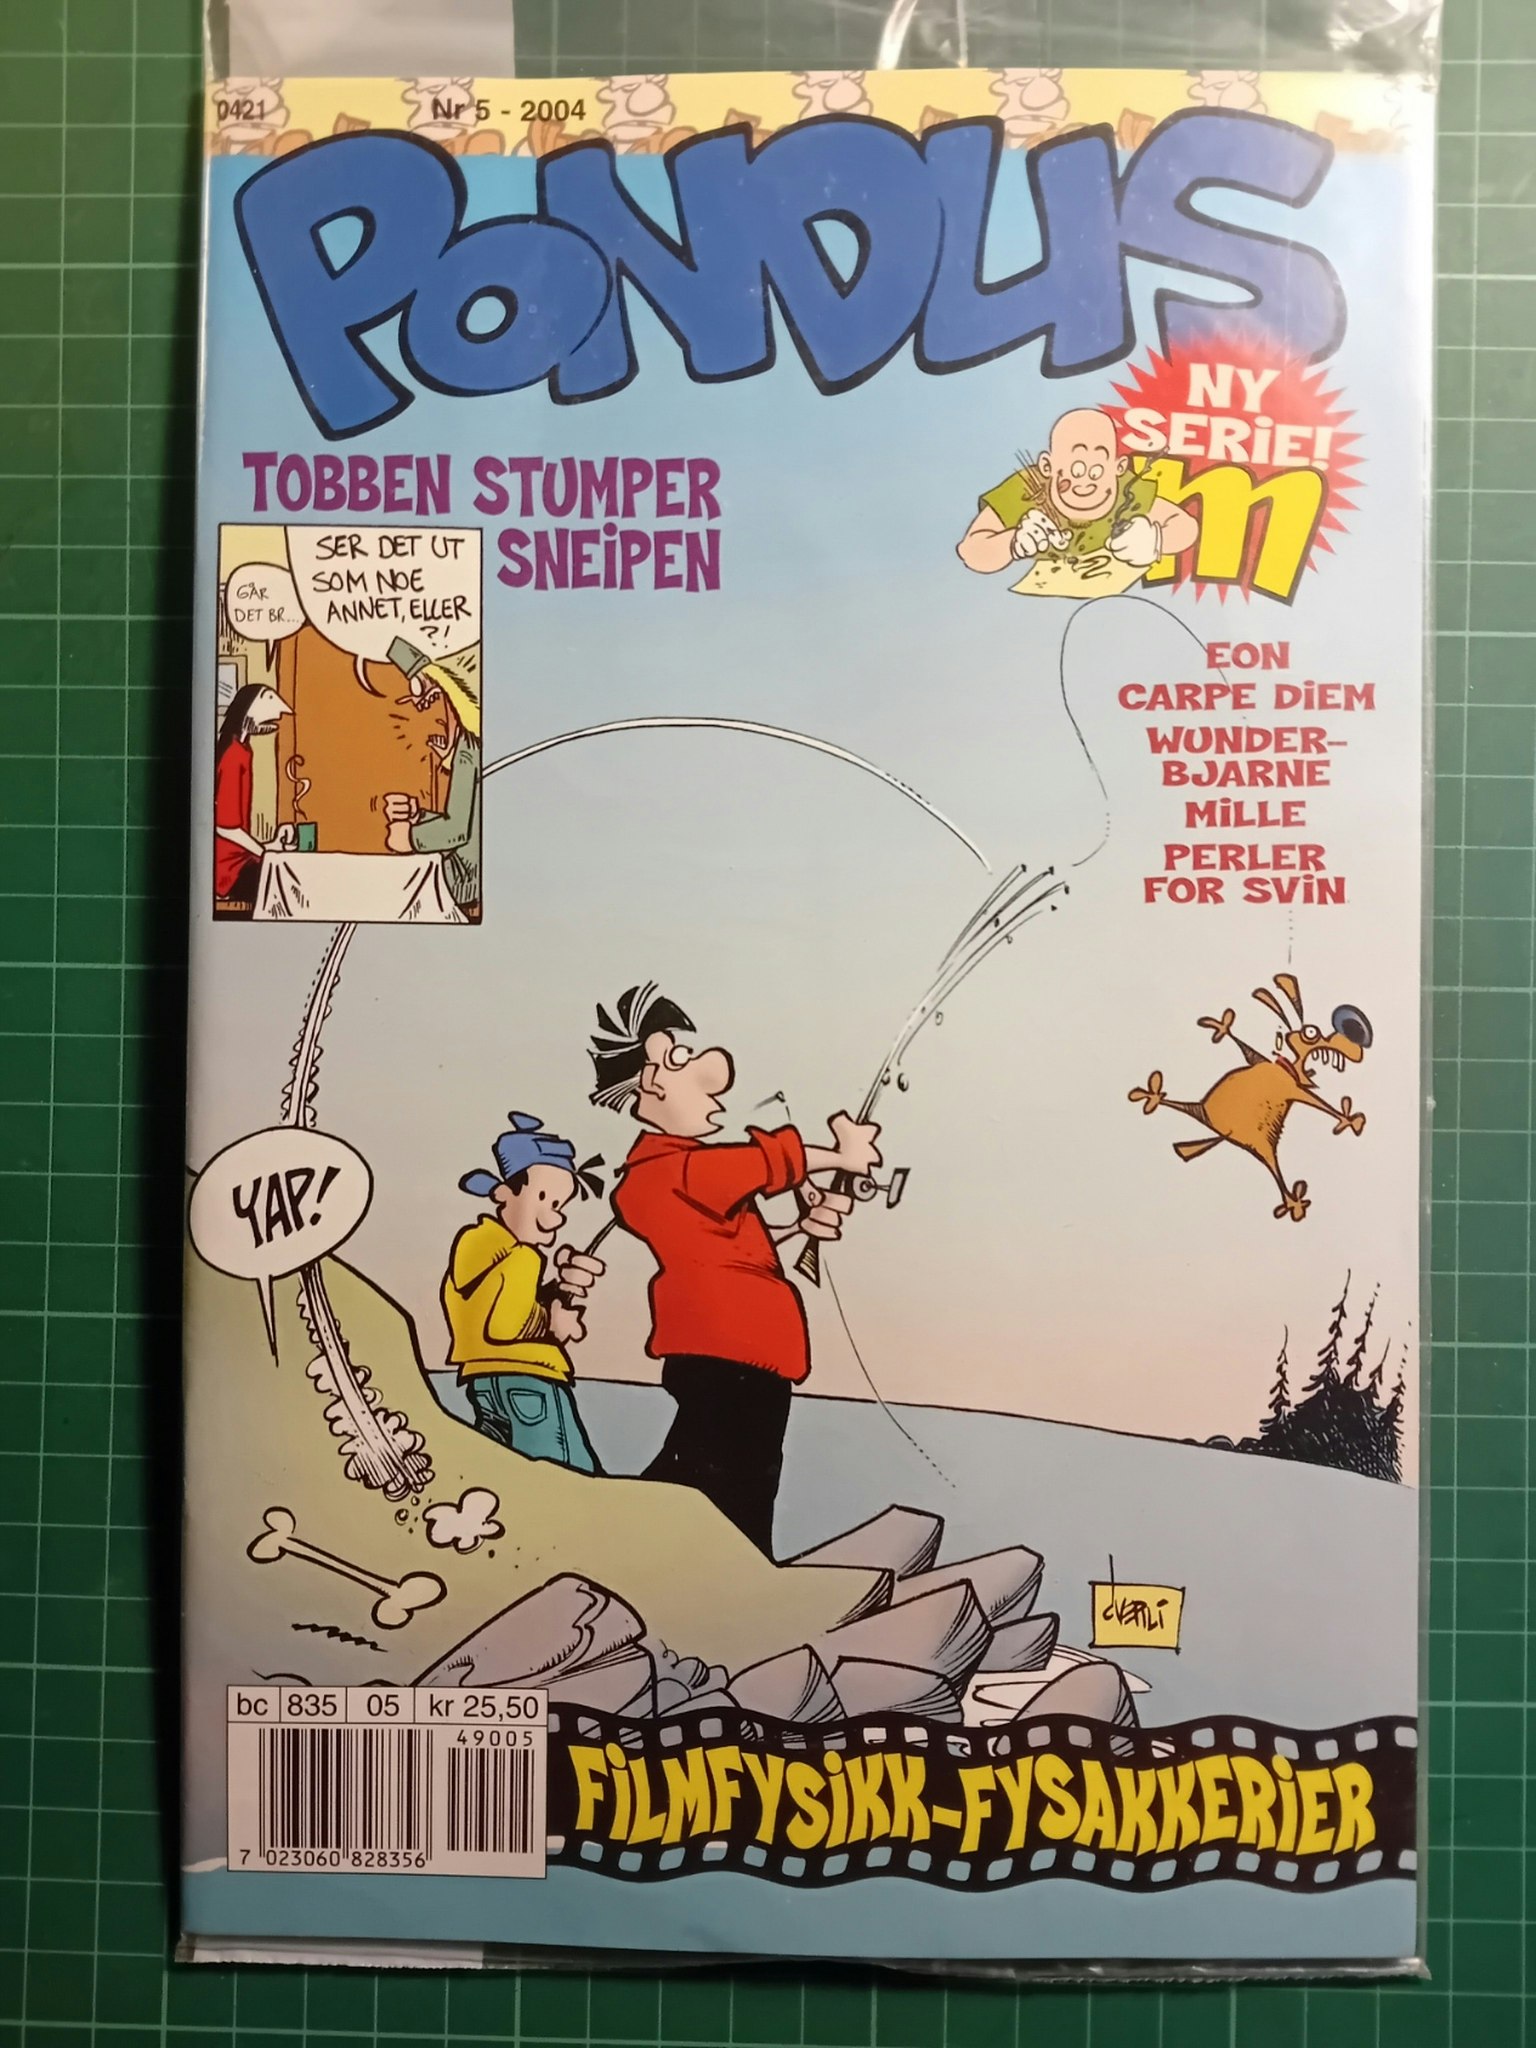 0421
Nr 5 - 2004
PONDUS
NY
SERIE!
m
TOBBEN STUMPER
SNEIPEN
SER DET UT
SOM NOE
ANNET, ELLER
?!
GÅR
DET BR...
EON
CARPE DIEM
WUNDER-
BJARNE
MILLE
PERLER
FOR SVIN
YAP!
ØVERLI
bc 835 05 kr 25,50
49005
7 023060 828356
FILMFYSIKK-FYSAKKERIER